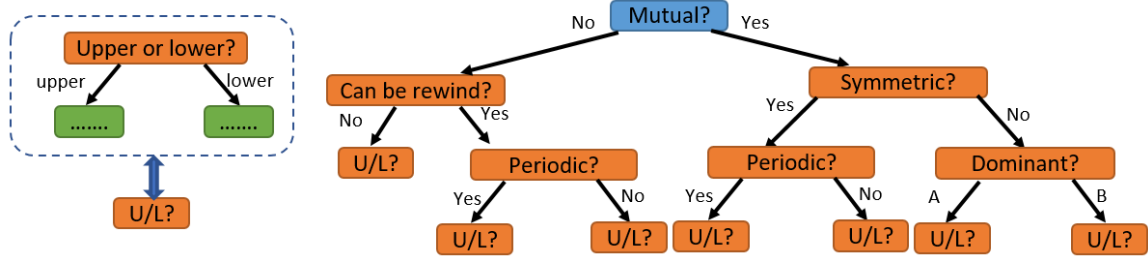 Upper or lower?
upper
lower
.......
.......
U/L?
Mutual?
No
Yes
Can be rewind?
Symmetric?
No
Yes
Yes
No
U/L?
Periodic?
Periodic?
Dominant?
Yes
No
Yes
No
A
B
U/L?
U/L?
U/L?
U/L?
U/L?
U/L?